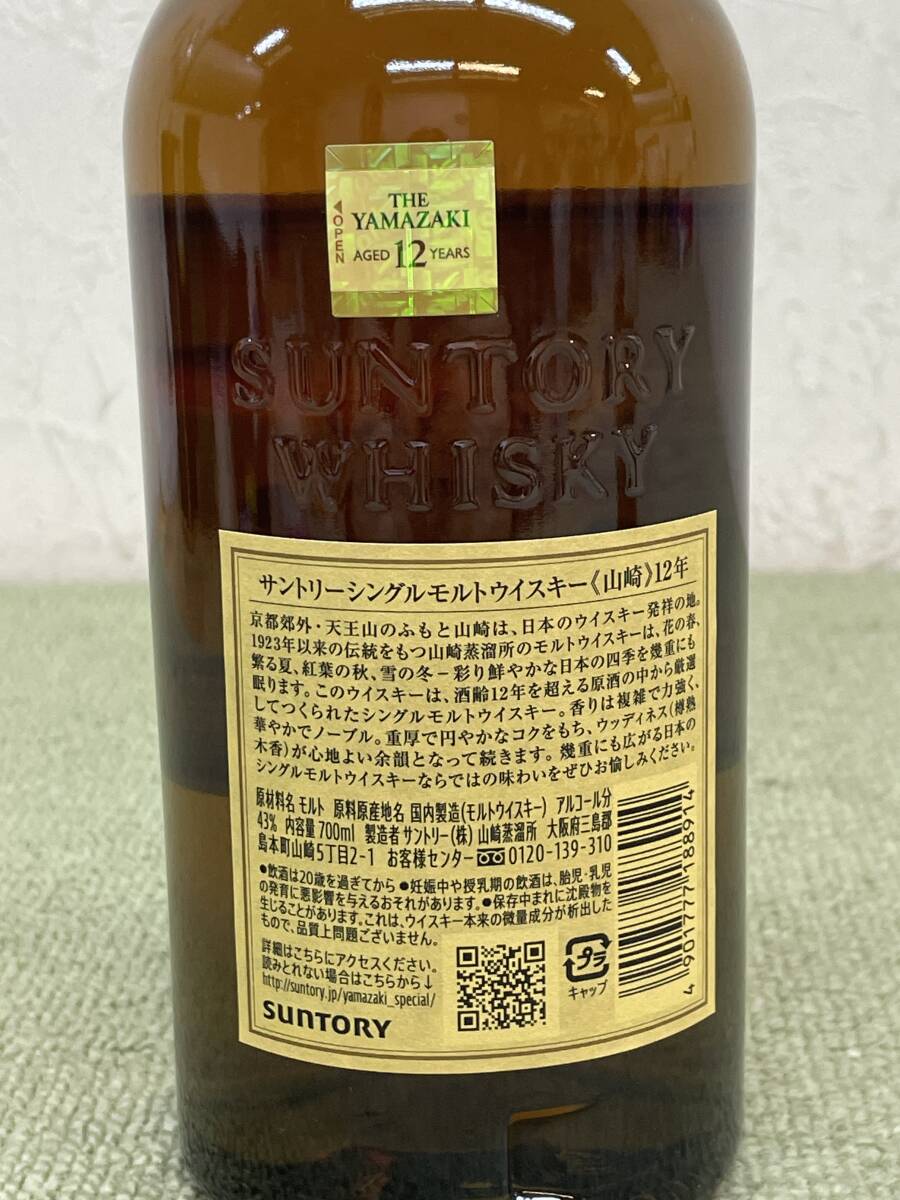 OPEN
THE
YAMAZAKI
AGED 12 YEARS
SUNTORY
WHISKY
サントリーシングルモルトウイスキー《山崎》12年
京都郊外・天王山のふもと山崎は、日本のウイスキー発祥の地。
1923年以来の伝統をもつ山崎蒸溜所のモルトウイスキーは、花の春、
繁る夏、紅葉の秋、雪の冬−彩り鮮やかな日本の四季を幾重にも
眠ります。このウイスキーは、酒齢12年を超える原酒の中から厳選
してつくられたシングルモルトウイスキー。香りは複雑で力強く、
華やかでノーブル。重厚で円やかなコクをもち、ウッディネス(樽熟
木香)が心地よい余韻となって続きます。幾重にも広がる日本の
シングルモルトウイスキーならではの味わいをぜひお愉しみください。
原材料名 モルト 原料原産地名 国内製造(モルトウイスキー) アルコール分
43% 内容量700ml 製造者 サントリー(株) 山崎蒸溜所 大阪府三島郡
島本町山崎5丁目2-1 お客様センター 0120-139-310
●飲酒は20歳を過ぎてから ●妊娠中や授乳期の飲酒は、胎児・乳児
の発育に悪影響を与えるおそれがあります。●保存中まれに沈殿物を
生じることがあります。これは、ウイスキー本来の微量成分が析出した
もので、品質上問題ございません。
詳細はこちらにアクセスください。
読みとれない場合はこちらから↓
http://suntory.jp/yamazaki_special/
SUNTORY
プラ
キャップ
4 901777 188914